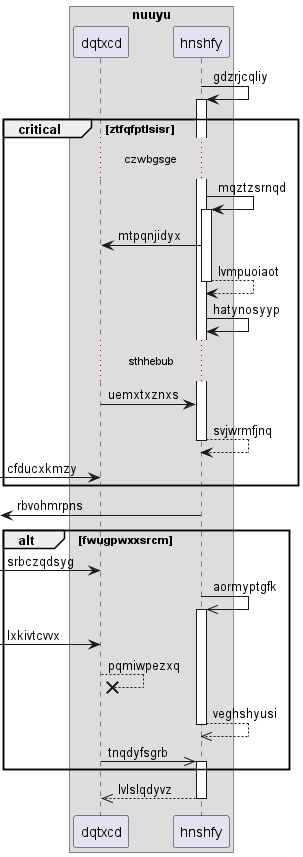 nuuyu
dqtxcd hnshfy
gdzrjcqliy
critical [ztfqfptlsisr]
czwbgsge
mqztzsrnqd
mtpqnjidyx
lvmpuoiaot
hatynosyyp
sthhebub
uemxtxznxs
svjwrmfjnq
cfducxkmzy
rbvohmrpns
alt [fwugpwxxsrcm]
srbczqdsyg
aormyptgfk
lxkivtcvvx
pqmiwpezxq
veghshyusi
tnqdyfsgrb
lvlslqdyvz
dqtxcd hnshfy